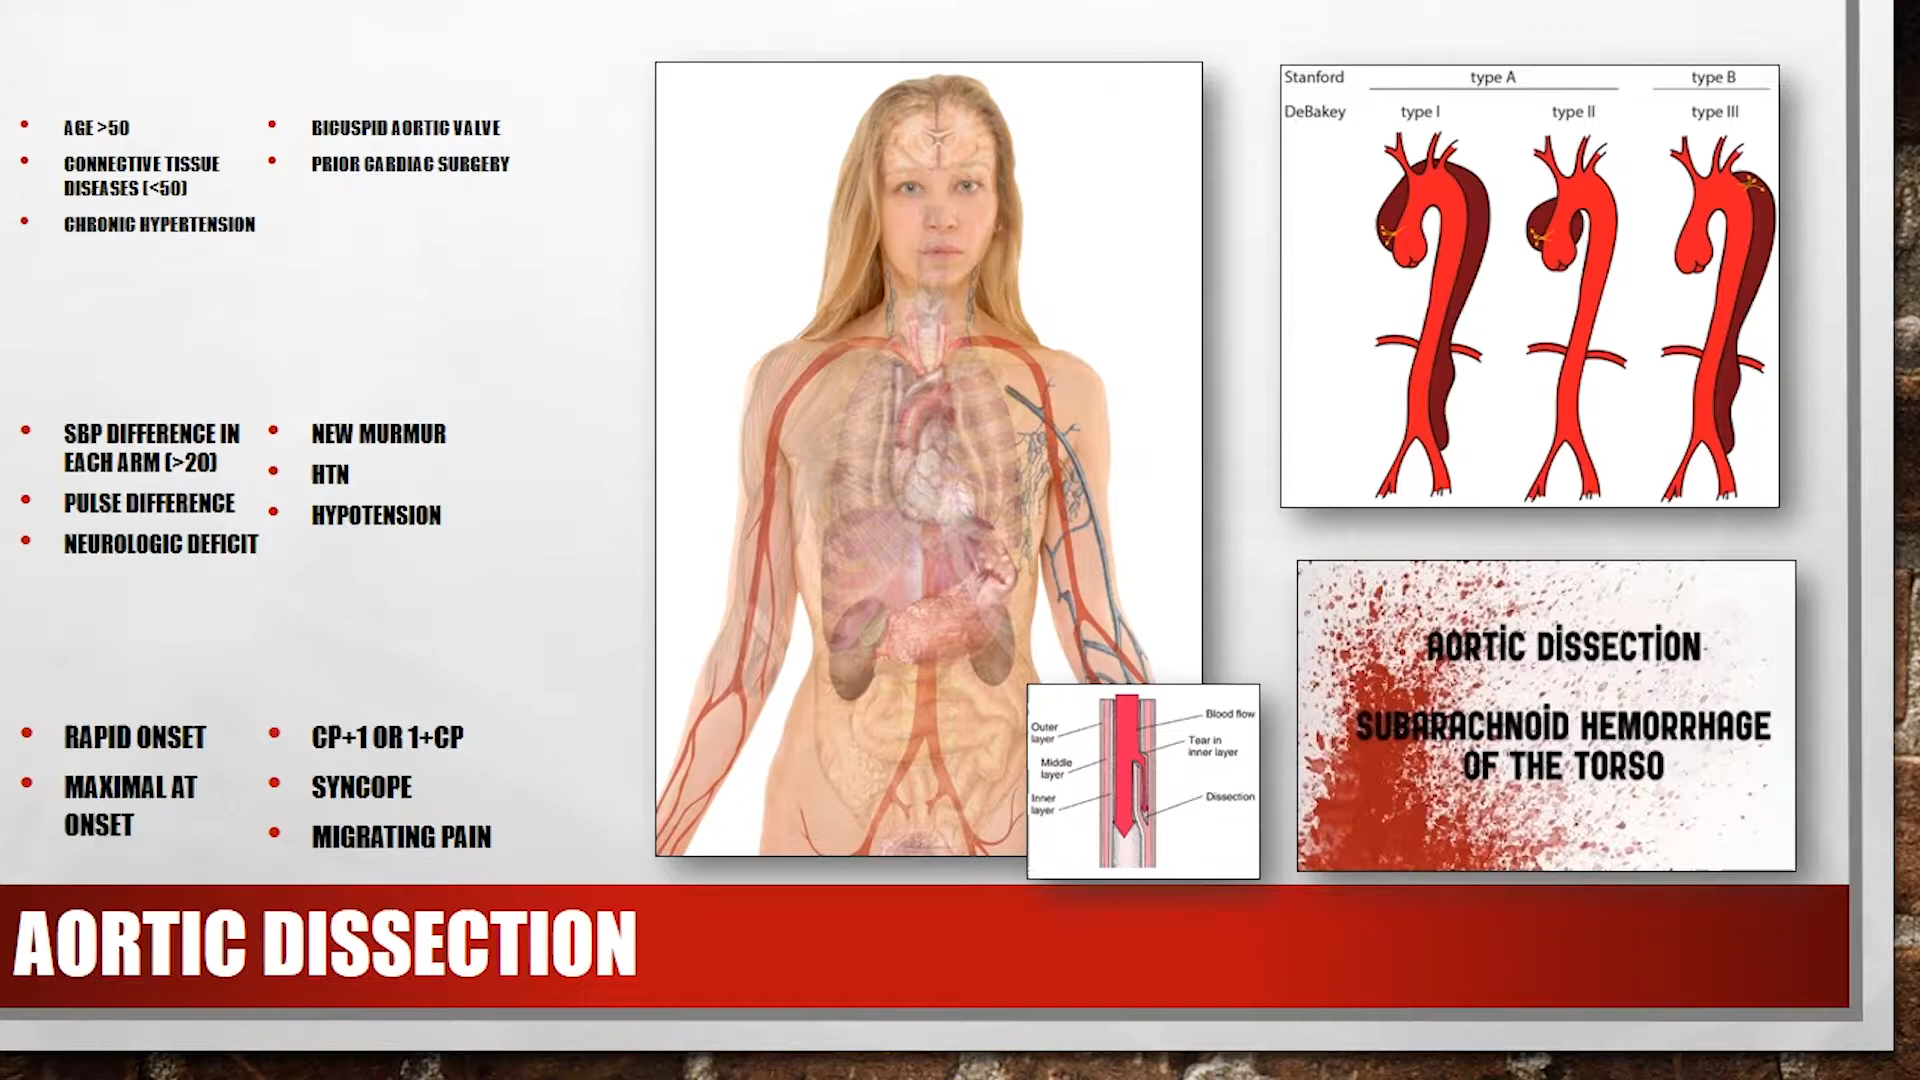 AGE >50
CONNECTIVE TISSUE
DISEASES (<50)
CHRONIC HYPERTENSION
BICUSPID AORTIC VALVE
PRIOR CARDIAC SURGERY
SBP DIFFERENCE IN
EACH ARM (>20)
PULSE DIFFERENCE
NEUROLOGIC DEFICIT
NEW MURMUR
HTN
HYPOTENSION
RAPID ONSET
MAXIMAL AT
ONSET
CP+1 OR 1+CP
SYNCOPE
MIGRATING PAIN
Stanford type A type B
DeBakey type I type II type III
Outer
layer
Middle
layer
Inner
layer
Blood flow
Tear in
inner layer
Dissection
AORTIC DISSECTION
SUBARACHNOID HEMORRHAGE
OF THE TORSO
AORTIC DISSECTION